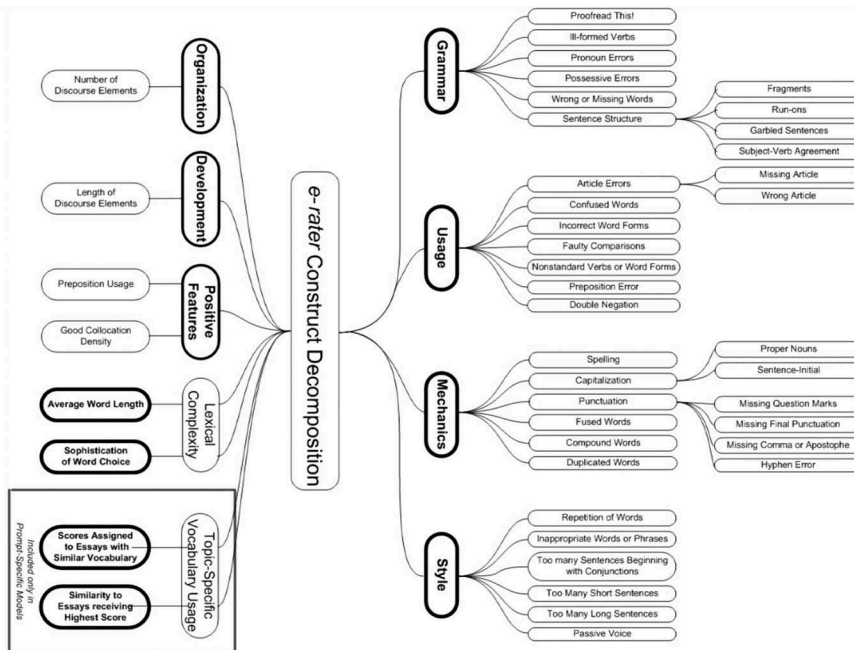 Organization
Number of
Discourse Elements
Development
Length of
Discourse Elements
Positive
Features
Preposition Usage
Good Collocation
Density
Lexical
Complexity
Average Word Length
Sophistication
of Word Choice
Topic-Specific
Vocabulary Usage
Scores Assigned
to Essays with
Similar Vocabulary
Similarity to
Essays receiving
Highest Score
Included only in
Prompt-Specific Models
e-rater Construct Decomposition
Grammar
Proofread This!
Ill-formed Verbs
Pronoun Errors
Possessive Errors
Wrong or Missing Words
Sentence Structure
Fragments
Run-ons
Garbled Sentences
Subject-Verb Agreement
Usage
Article Errors
Missing Article
Wrong Article
Confused Words
Incorrect Word Forms
Faulty Comparisons
Nonstandard Verbs or Word Forms
Preposition Error
Double Negation
Mechanics
Spelling
Capitalization
Proper Nouns
Sentence-Initial
Punctuation
Missing Question Marks
Missing Final Punctuation
Missing Comma or Apostophe
Hyphen Error
Fused Words
Compound Words
Duplicated Words
Style
Repetition of Words
Inappropriate Words or Phrases
Too many Sentences Beginning
with Conjunctions
Too Many Short Sentences
Too Many Long Sentences
Passive Voice